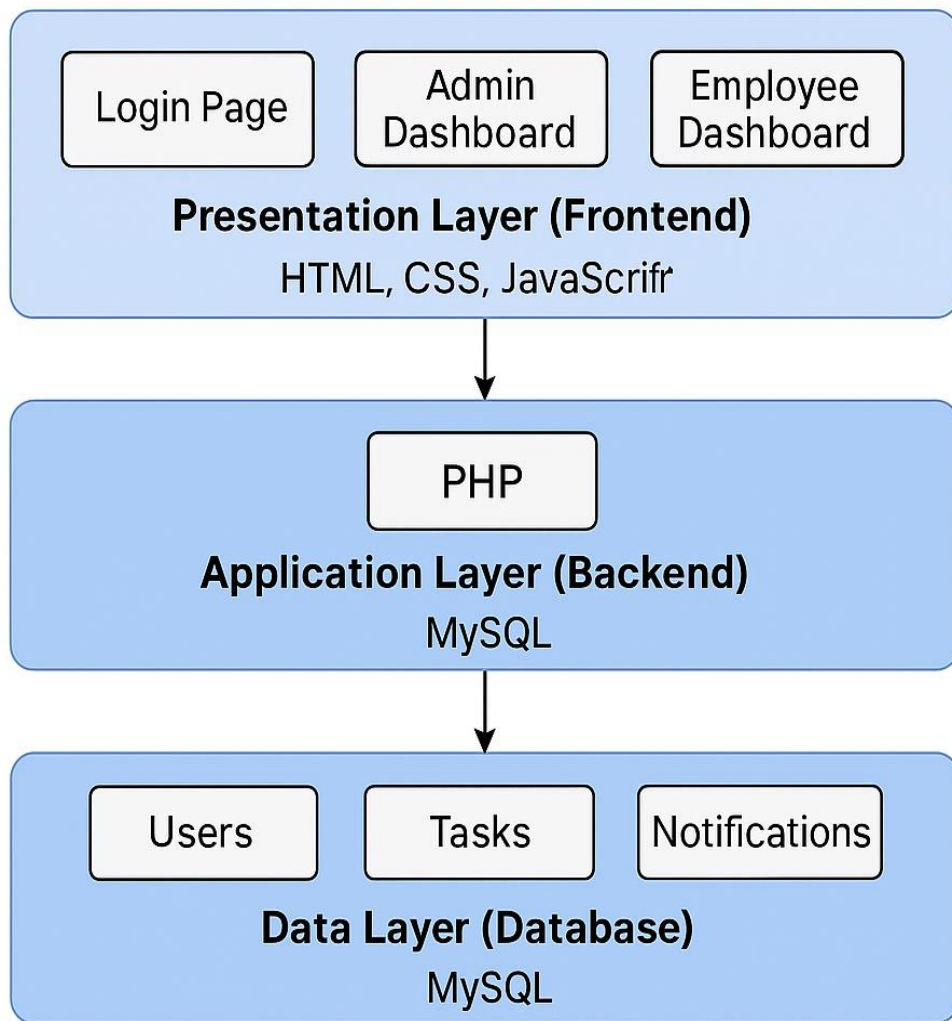 Login Page
Admin
Dashboard
Employee
Dashboard
Presentation Layer (Frontend)
HTML, CSS, JavaScrifr
PHP
Application Layer (Backend)
MySQL
Users
Tasks
Notifications
Data Layer (Database)
MySQL